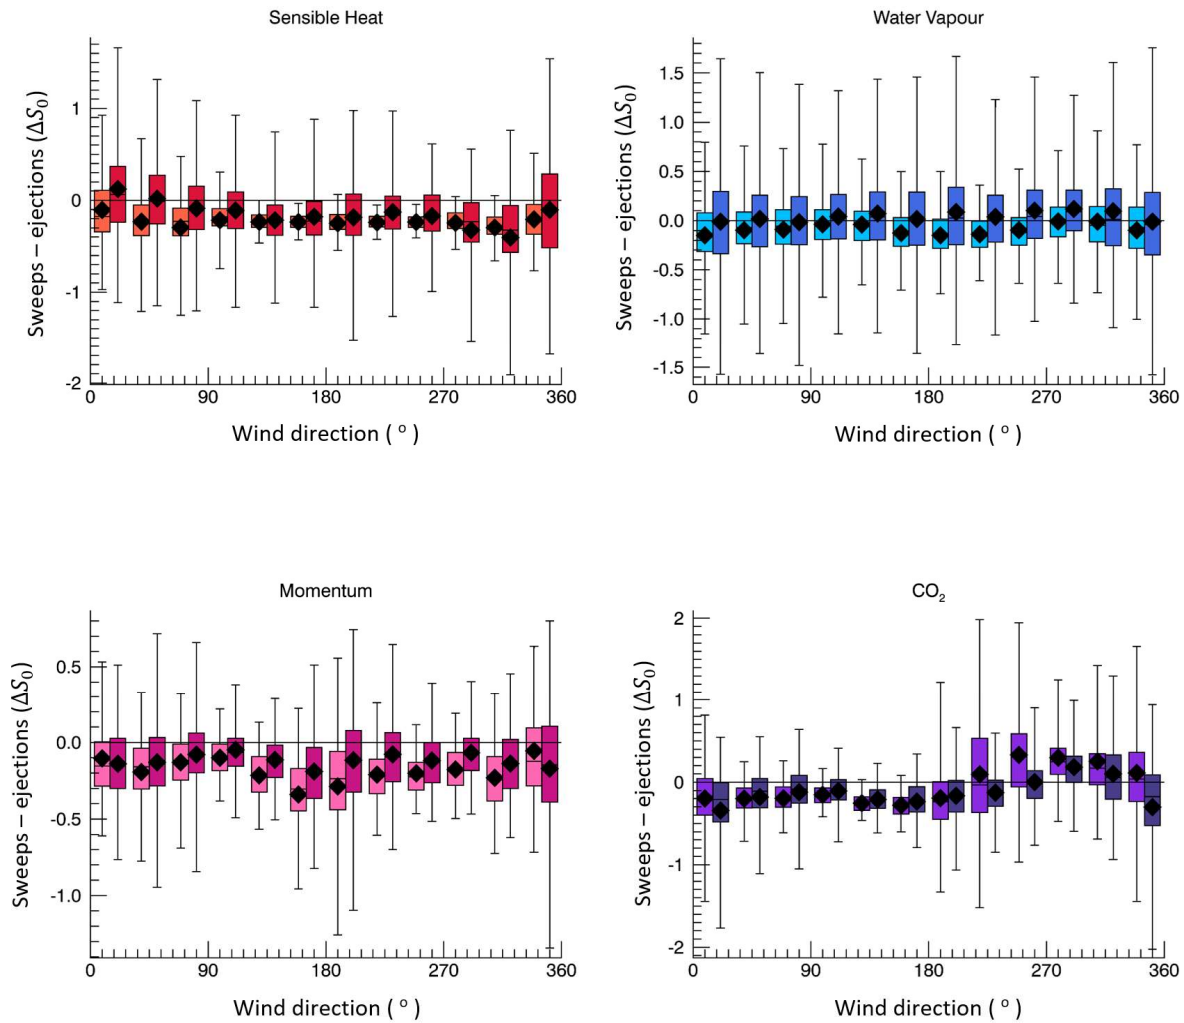 Sensible Heat
Sweeps – ejections (ΔS₀)
1
0
-1
-2
0 90 180 270 360
Wind direction ( ° )
Water Vapour
Sweeps – ejections (ΔS₀)
1.5
1.0
0.5
0.0
-0.5
-1.0
-1.5
0 90 180 270 360
Wind direction ( ° )
Momentum
Sweeps – ejections (ΔS₀)
0.5
0.0
-0.5
-1.0
0 90 180 270 360
Wind direction ( ° )
CO₂
Sweeps – ejections (ΔS₀)
2
1
0
-1
-2
0 90 180 270 360
Wind direction ( ° )